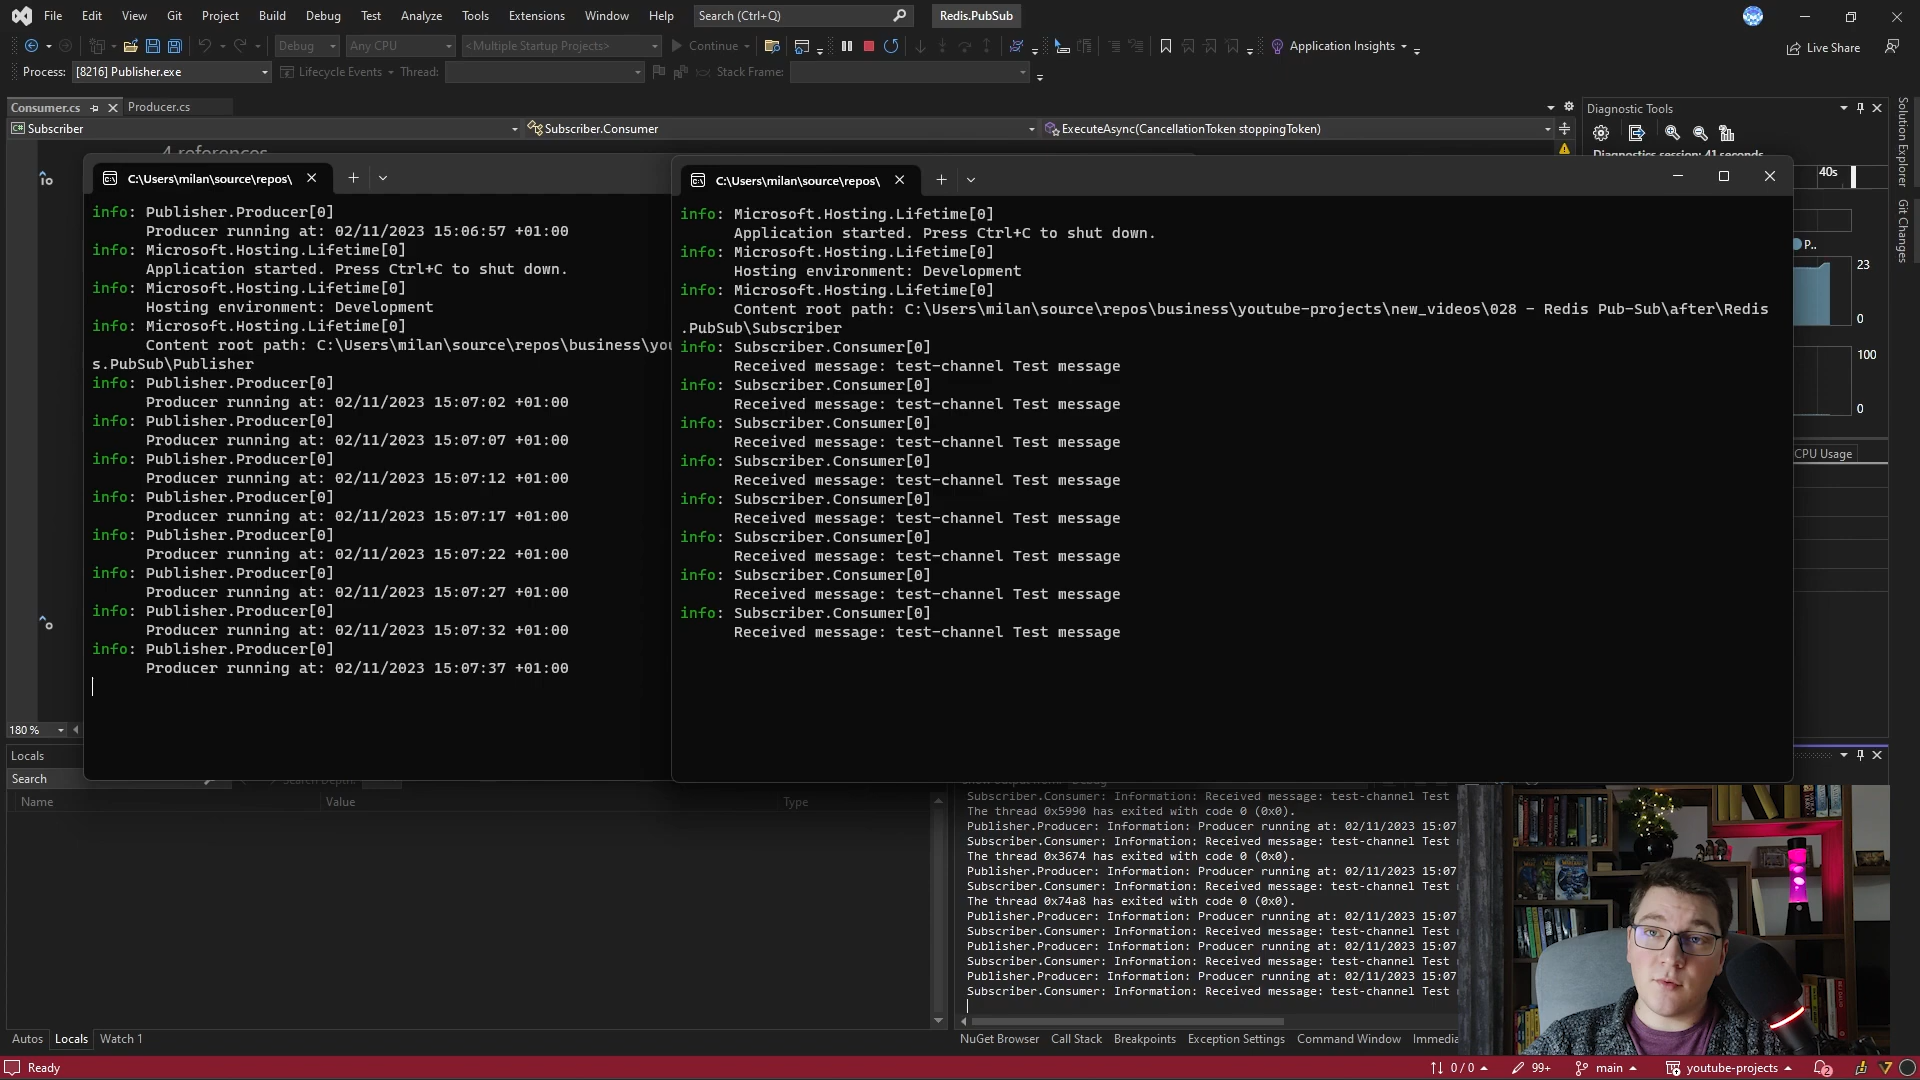 File Edit View Git Project Build Debug Test Analyze Tools Extensions Window Help Search (Ctrl+Q) Redis.PubSub
Debug Any CPU <Multiple Startup Projects> Continue Application Insights Live Share
Process: [8216] Publisher.exe Lifecycle Events Thread: Stack Frame:
Consumer.cs Producer.cs
Subscriber Subscriber.Consumer ExecuteAsync(CancellationToken stoppingToken)
4 references
Diagnostic Tools
Diagnostics session: 41 seconds
40s
P..
23
0
100
0
CPU Usage
Solution Explorer
Git Changes
C:\Users\milan\source\repos\
info: Publisher.Producer[0]
Producer running at: 02/11/2023 15:06:57 +01:00
info: Microsoft.Hosting.Lifetime[0]
Application started. Press Ctrl+C to shut down.
info: Microsoft.Hosting.Lifetime[0]
Hosting environment: Development
info: Microsoft.Hosting.Lifetime[0]
Content root path: C:\Users\milan\source\repos\business\you
s.PubSub\Publisher
info: Publisher.Producer[0]
Producer running at: 02/11/2023 15:07:02 +01:00
info: Publisher.Producer[0]
Producer running at: 02/11/2023 15:07:07 +01:00
info: Publisher.Producer[0]
Producer running at: 02/11/2023 15:07:12 +01:00
info: Publisher.Producer[0]
Producer running at: 02/11/2023 15:07:17 +01:00
info: Publisher.Producer[0]
Producer running at: 02/11/2023 15:07:22 +01:00
info: Publisher.Producer[0]
Producer running at: 02/11/2023 15:07:27 +01:00
info: Publisher.Producer[0]
Producer running at: 02/11/2023 15:07:32 +01:00
info: Publisher.Producer[0]
Producer running at: 02/11/2023 15:07:37 +01:00
C:\Users\milan\source\repos\
info: Microsoft.Hosting.Lifetime[0]
Application started. Press Ctrl+C to shut down.
info: Microsoft.Hosting.Lifetime[0]
Hosting environment: Development
info: Microsoft.Hosting.Lifetime[0]
Content root path: C:\Users\milan\source\repos\business\youtube-projects\new_videos\028 - Redis Pub-Sub\after\Redis
.PubSub\Subscriber
info: Subscriber.Consumer[0]
Received message: test-channel Test message
info: Subscriber.Consumer[0]
Received message: test-channel Test message
info: Subscriber.Consumer[0]
Received message: test-channel Test message
info: Subscriber.Consumer[0]
Received message: test-channel Test message
info: Subscriber.Consumer[0]
Received message: test-channel Test message
info: Subscriber.Consumer[0]
Received message: test-channel Test message
info: Subscriber.Consumer[0]
Received message: test-channel Test message
info: Subscriber.Consumer[0]
Received message: test-channel Test message
180 %
Locals
Search
Search Depth:
Name Value Type
Subscriber.Consumer: Information: Received message: test-channel Test
The thread 0x5990 has exited with code 0 (0x0).
Publisher.Producer: Information: Producer running at: 02/11/2023 15:07
Subscriber.Consumer: Information: Received message: test-channel Test
The thread 0x3674 has exited with code 0 (0x0).
Publisher.Producer: Information: Producer running at: 02/11/2023 15:07
Subscriber.Consumer: Information: Received message: test-channel Test
The thread 0x74a8 has exited with code 0 (0x0).
Publisher.Producer: Information: Producer running at: 02/11/2023 15:07
Subscriber.Consumer: Information: Received message: test-channel Test
Publisher.Producer: Information: Producer running at: 02/11/2023 15:07
Subscriber.Consumer: Information: Received message: test-channel Test
Publisher.Producer: Information: Producer running at: 02/11/2023 15:07
Subscriber.Consumer: Information: Received message: test-channel Test
Autos Locals Watch 1
NuGet Browser Call Stack Breakpoints Exception Settings Command Window Immedia
Ready 0 / 0 99+ main youtube-projects 2